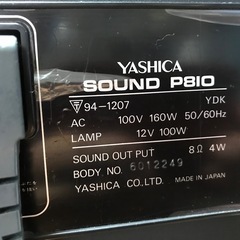 YASHICA
SOUND P810
94-1207 YDK
AC 100V 160W 50/60Hz
LAMP 12V 100W
SOUND OUT PUT 8Ω 4W
BODY NO. 6012249
YASHICA CO.,LTD. MADE IN JAPAN